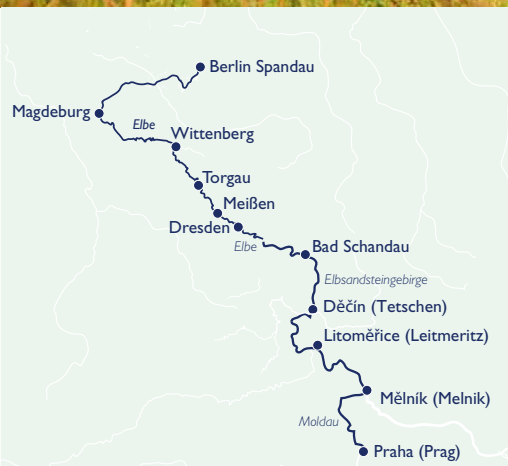 Berlin Spandau
Magdeburg
Elbe
Wittenberg
Torgau
Meißen
Dresden
Elbe
Bad Schandau
Elbsandsteingebirge
Děčín (Tetschen)
Litoměřice (Leitmeritz)
Mělník (Melnik)
Moldau
Praha (Prag)